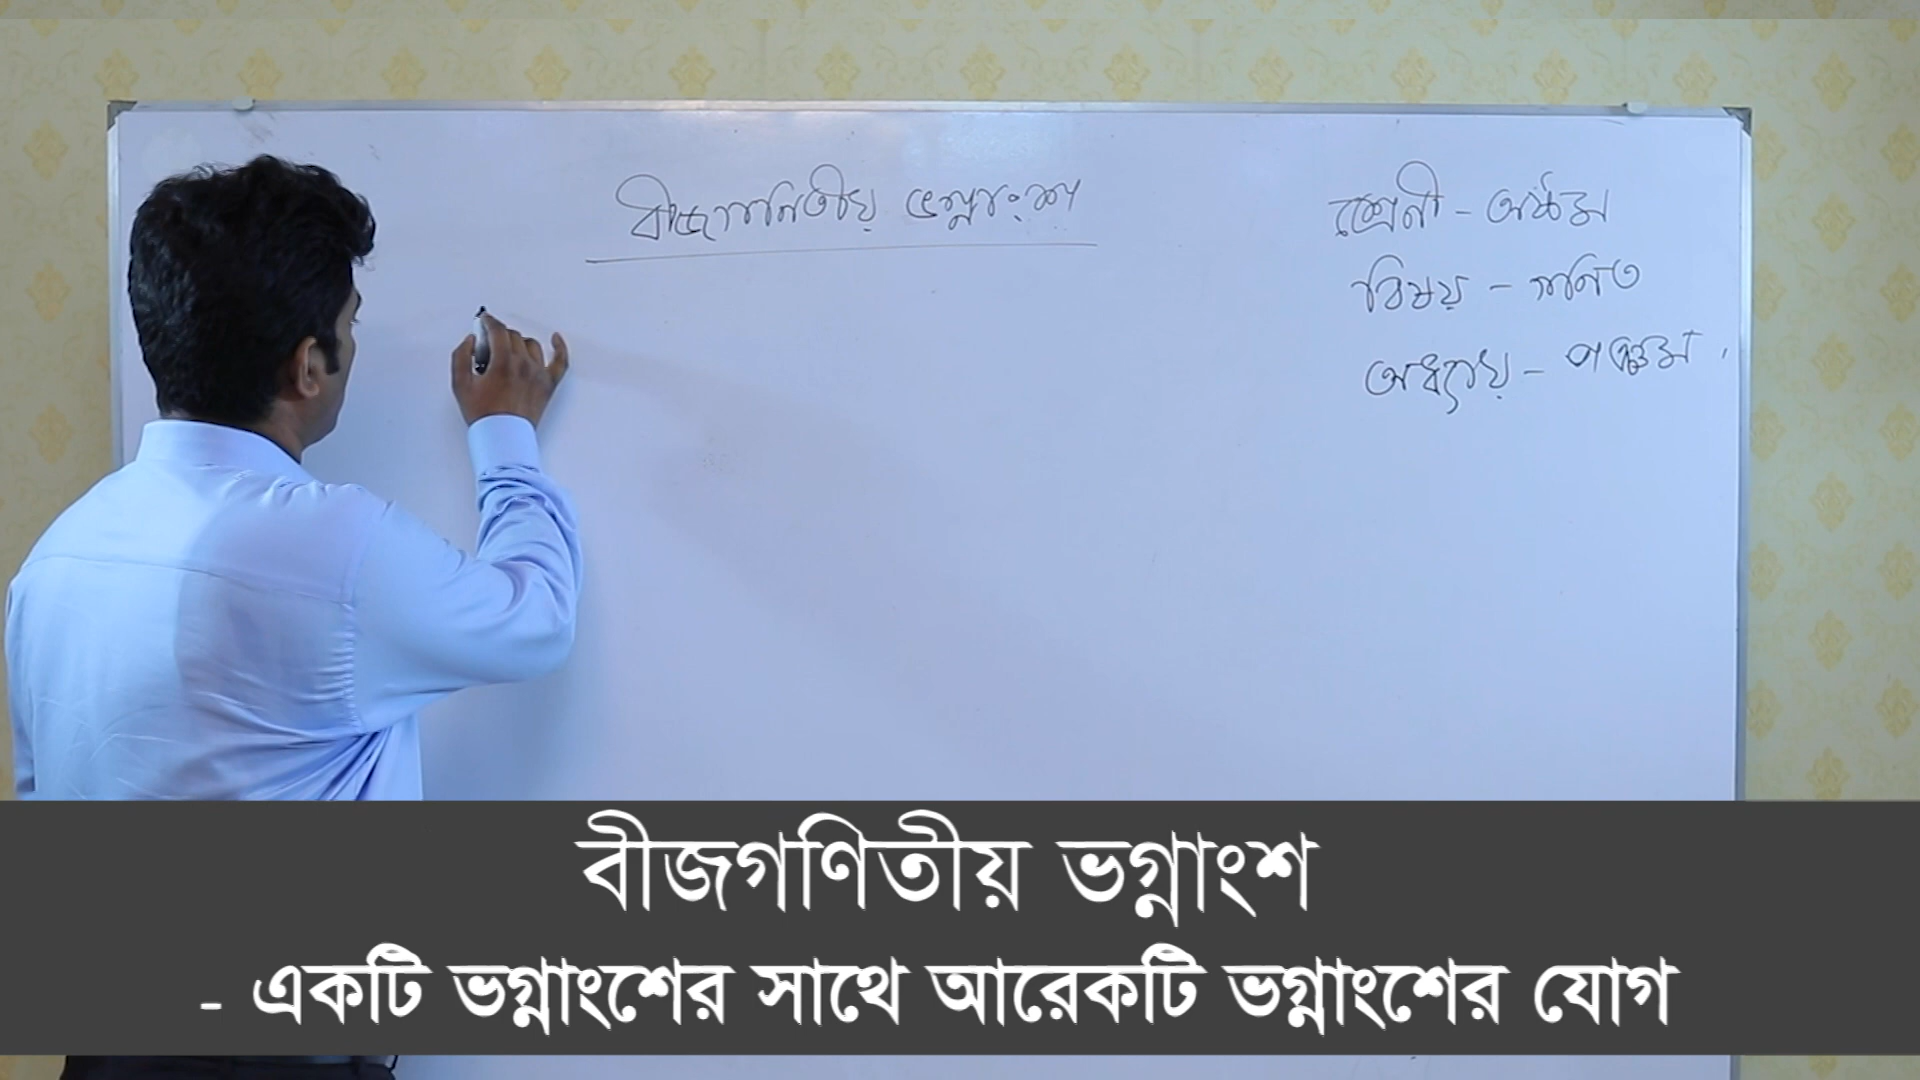 বীজগণিতীয় ভগ্নাংশ
শ্রেণী - অষ্টম
বিষয় - গণিত
অধ্যায় - পঞ্চম
বীজগণিতীয় ভগ্নাংশ
- একটি ভগ্নাংশের সাথে আরেকটি ভগ্নাংশের যোগ